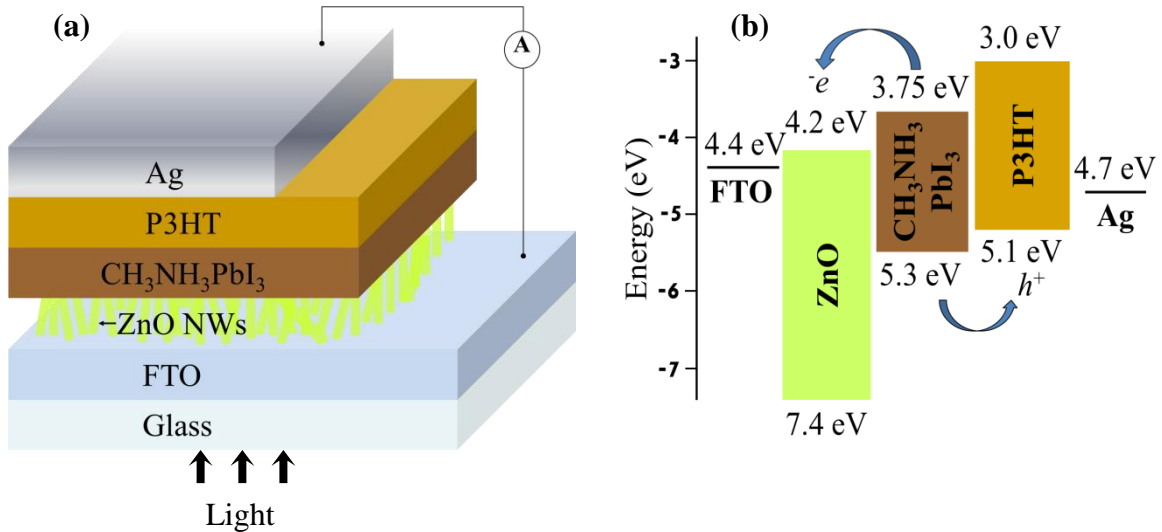 (a)
A
Ag
P3HT
CH₃NH₃PbI₃
←ZnO NWs
FTO
Glass
Light
(b)
Energy (eV)
-3
-4
-5
-6
-7
4.4 eV
FTO
4.2 eV
ZnO
7.4 eV
⁻e
3.75 eV
CH₃NH₃
PbI₃
5.3 eV
3.0 eV
P3HT
5.1 eV
h⁺
4.7 eV
Ag